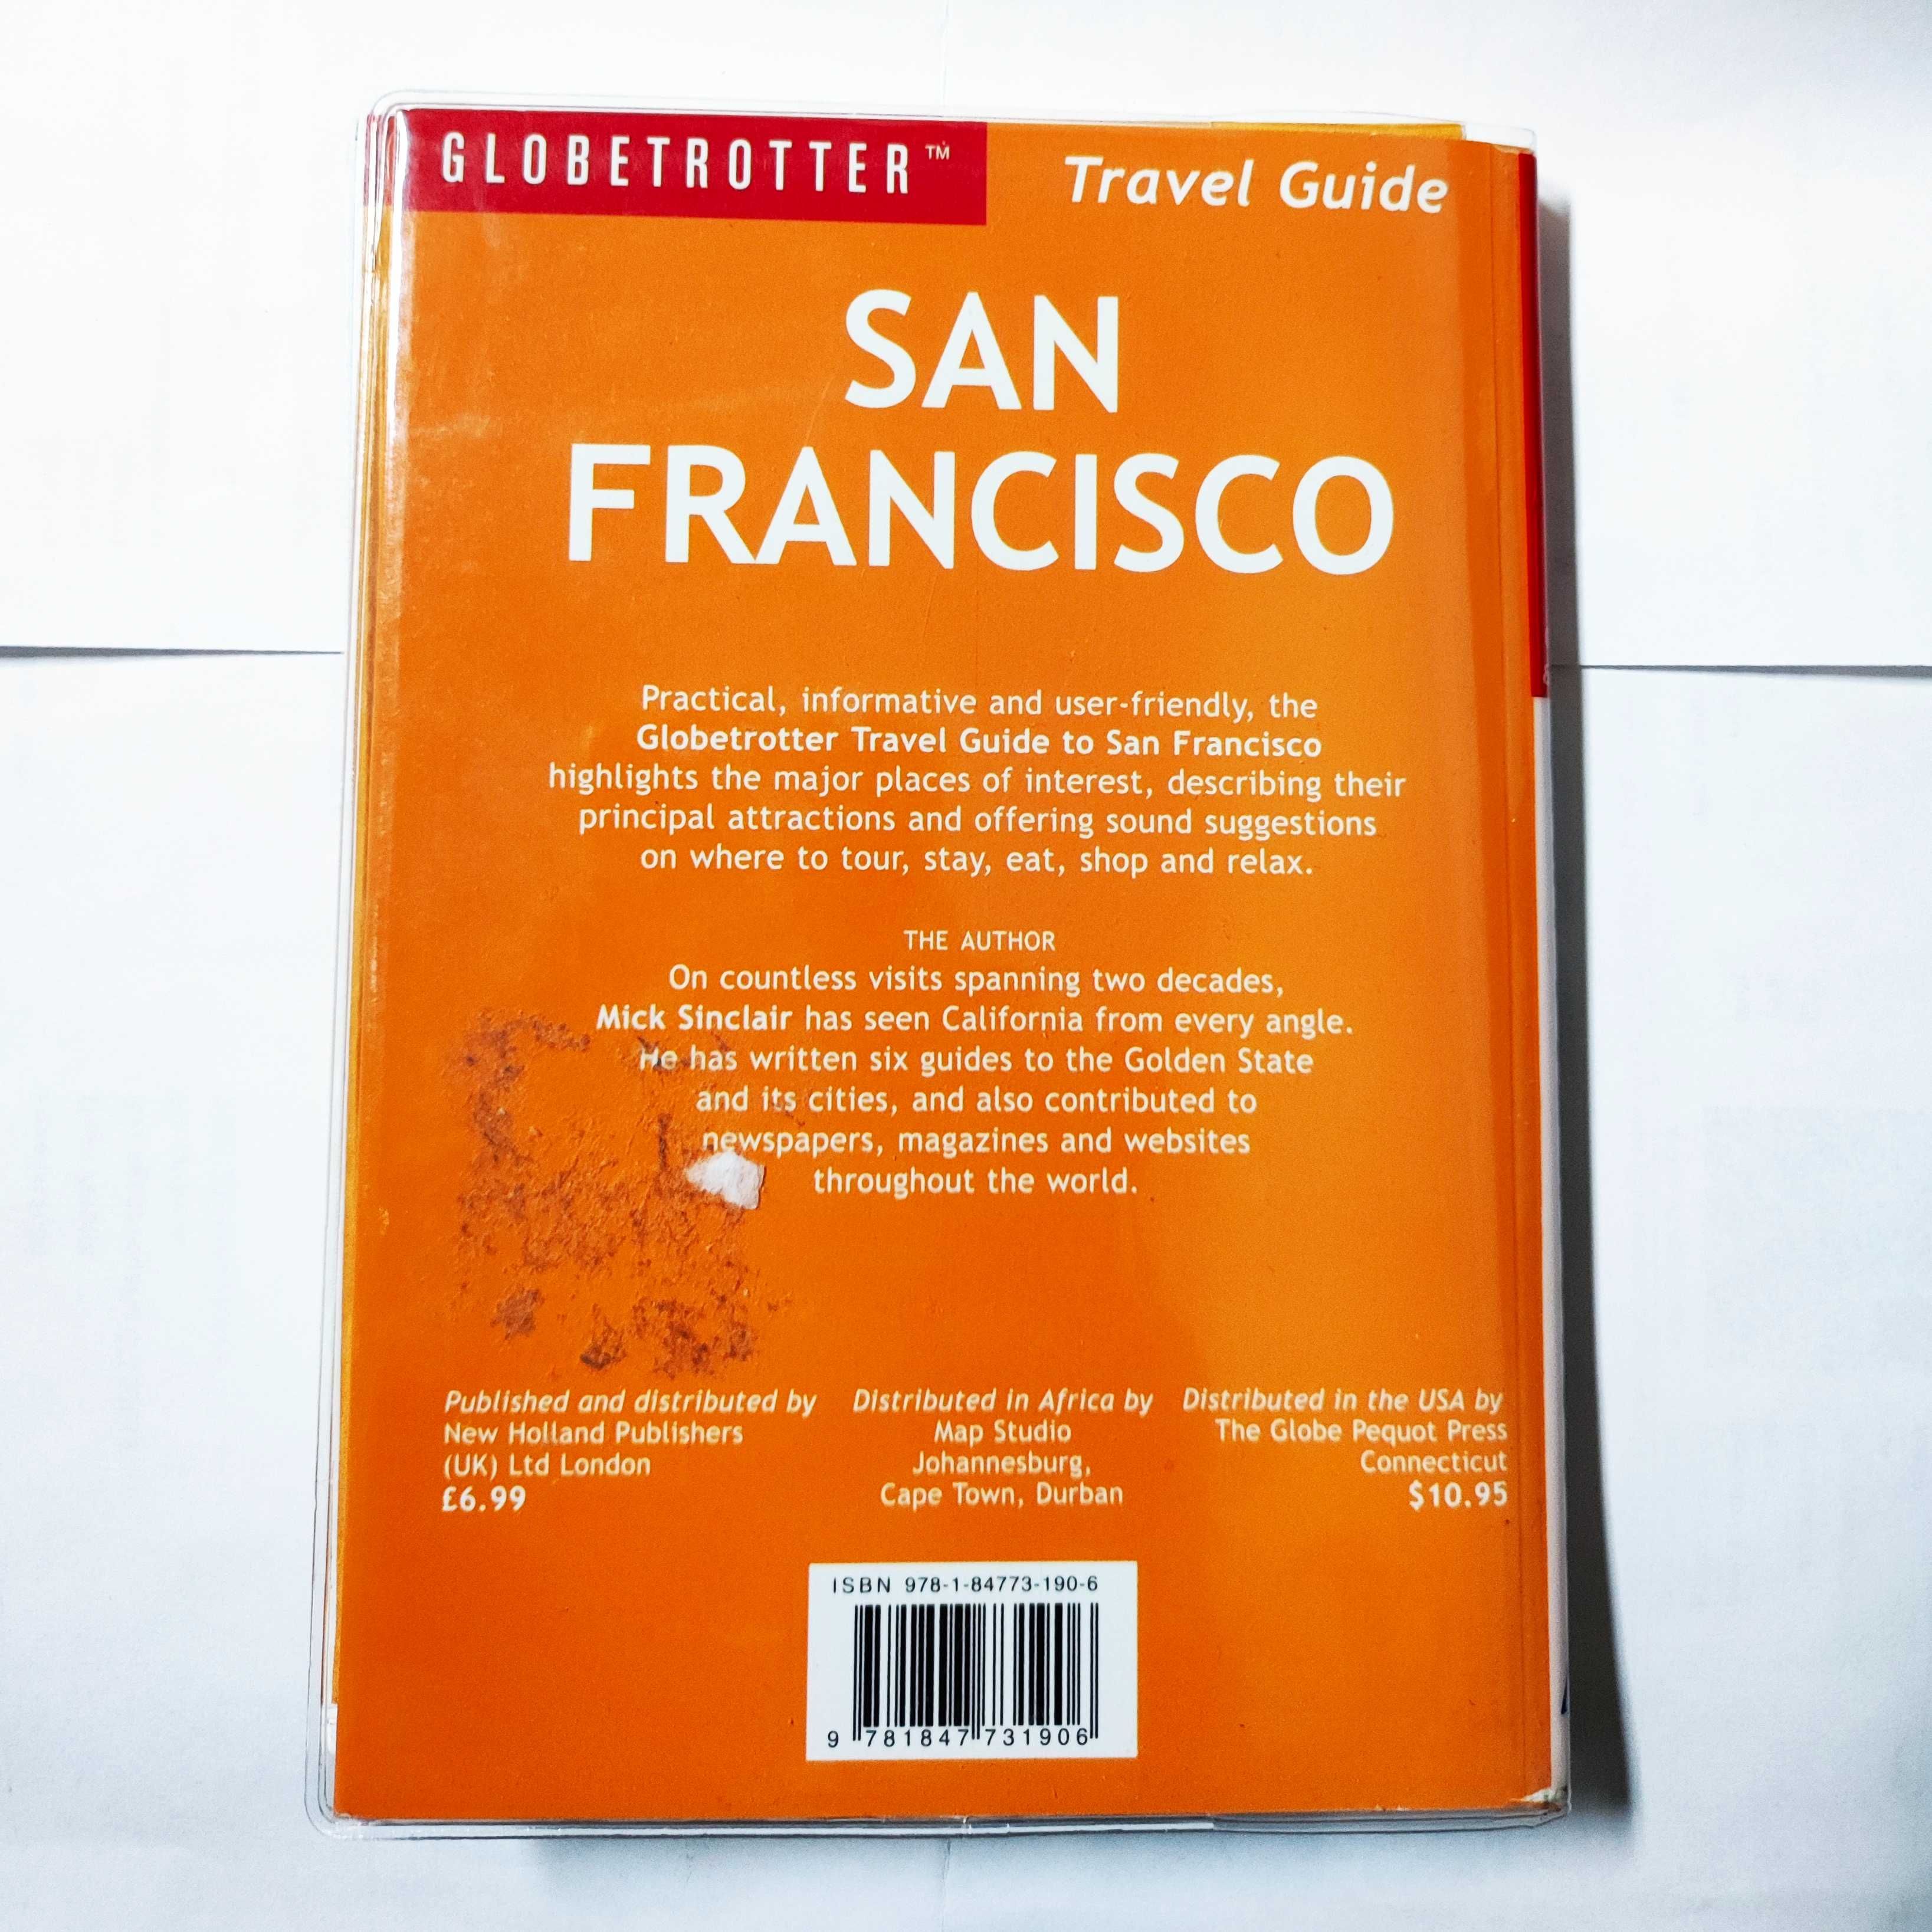 GLOBETROTTER™ Travel Guide
SAN
FRANCISCO
Practical, informative and user-friendly, the
Globetrotter Travel Guide to San Francisco
highlights the major places of interest, describing their
principal attractions and offering sound suggestions
on where to tour, stay, eat, shop and relax.
THE AUTHOR
On countless visits spanning two decades,
Mick Sinclair has seen California from every angle.
He has written six guides to the Golden State
and its cities, and also contributed to
newspapers, magazines and websites
throughout the world.
Published and distributed by
New Holland Publishers
(UK) Ltd London
£6.99
Distributed in Africa by
Map Studio
Johannesburg,
Cape Town, Durban
Distributed in the USA by
The Globe Pequot Press
Connecticut
$10.95
ISBN 978-1-84773-190-6
9 781847 731906